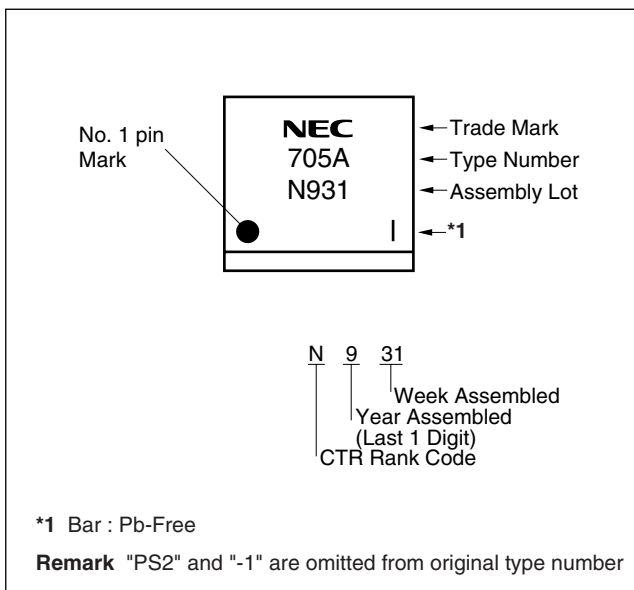 No. 1 pin
Mark
NEC
705A
N931
Trade Mark
Type Number
Assembly Lot
*1
N 9 31
Week Assembled
Year Assembled
(Last 1 Digit)
CTR Rank Code
*1 Bar : Pb-Free
Remark "PS2" and "-1" are omitted from original type number